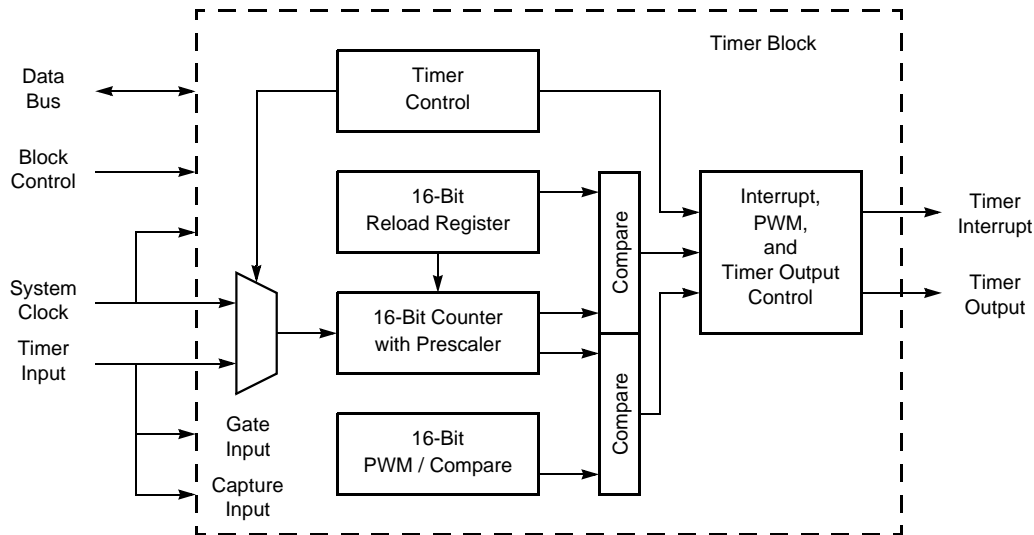 Timer Block
Data
Bus
Timer
Control
Block
Control
16-Bit
Reload Register
Compare
Interrupt,
PWM,
and
Timer Output
Control
Timer
Interrupt
System
Clock
16-Bit Counter
with Prescaler
Timer
Output
Timer
Input
Compare
Gate
Input
16-Bit
PWM / Compare
Capture
Input